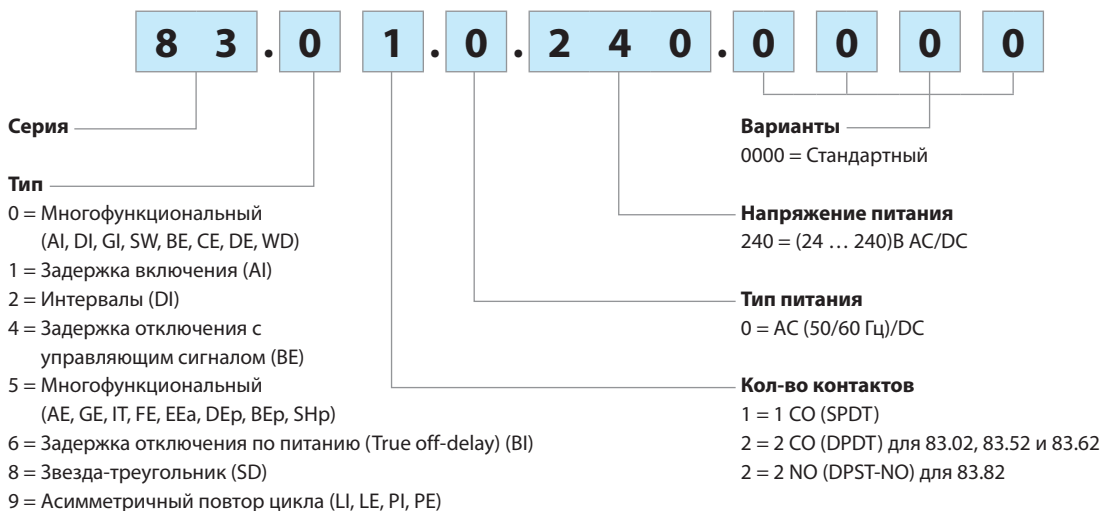 8 3 . 0 1 . 0 . 2 4 0 . 0 0 0 0
Серия
Тип
0 = Многофункциональный
(AI, DI, GI, SW, BE, CE, DE, WD)
1 = Задержка включения (AI)
2 = Интервалы (DI)
4 = Задержка отключения с
управляющим сигналом (BE)
5 = Многофункциональный
(AE, GE, IT, FE, EEa, DEp, BEp, SHp)
6 = Задержка отключения по питанию (True off-delay) (BI)
8 = Звезда-треугольник (SD)
9 = Асимметричный повтор цикла (LI, LE, PI, PE)
Варианты
0000 = Стандартный
Напряжение питания
240 = (24 … 240)В AC/DC
Тип питания
0 = AC (50/60 Гц)/DC
Кол-во контактов
1 = 1 CO (SPDT)
2 = 2 CO (DPDT) для 83.02, 83.52 и 83.62
2 = 2 NO (DPST-NO) для 83.82